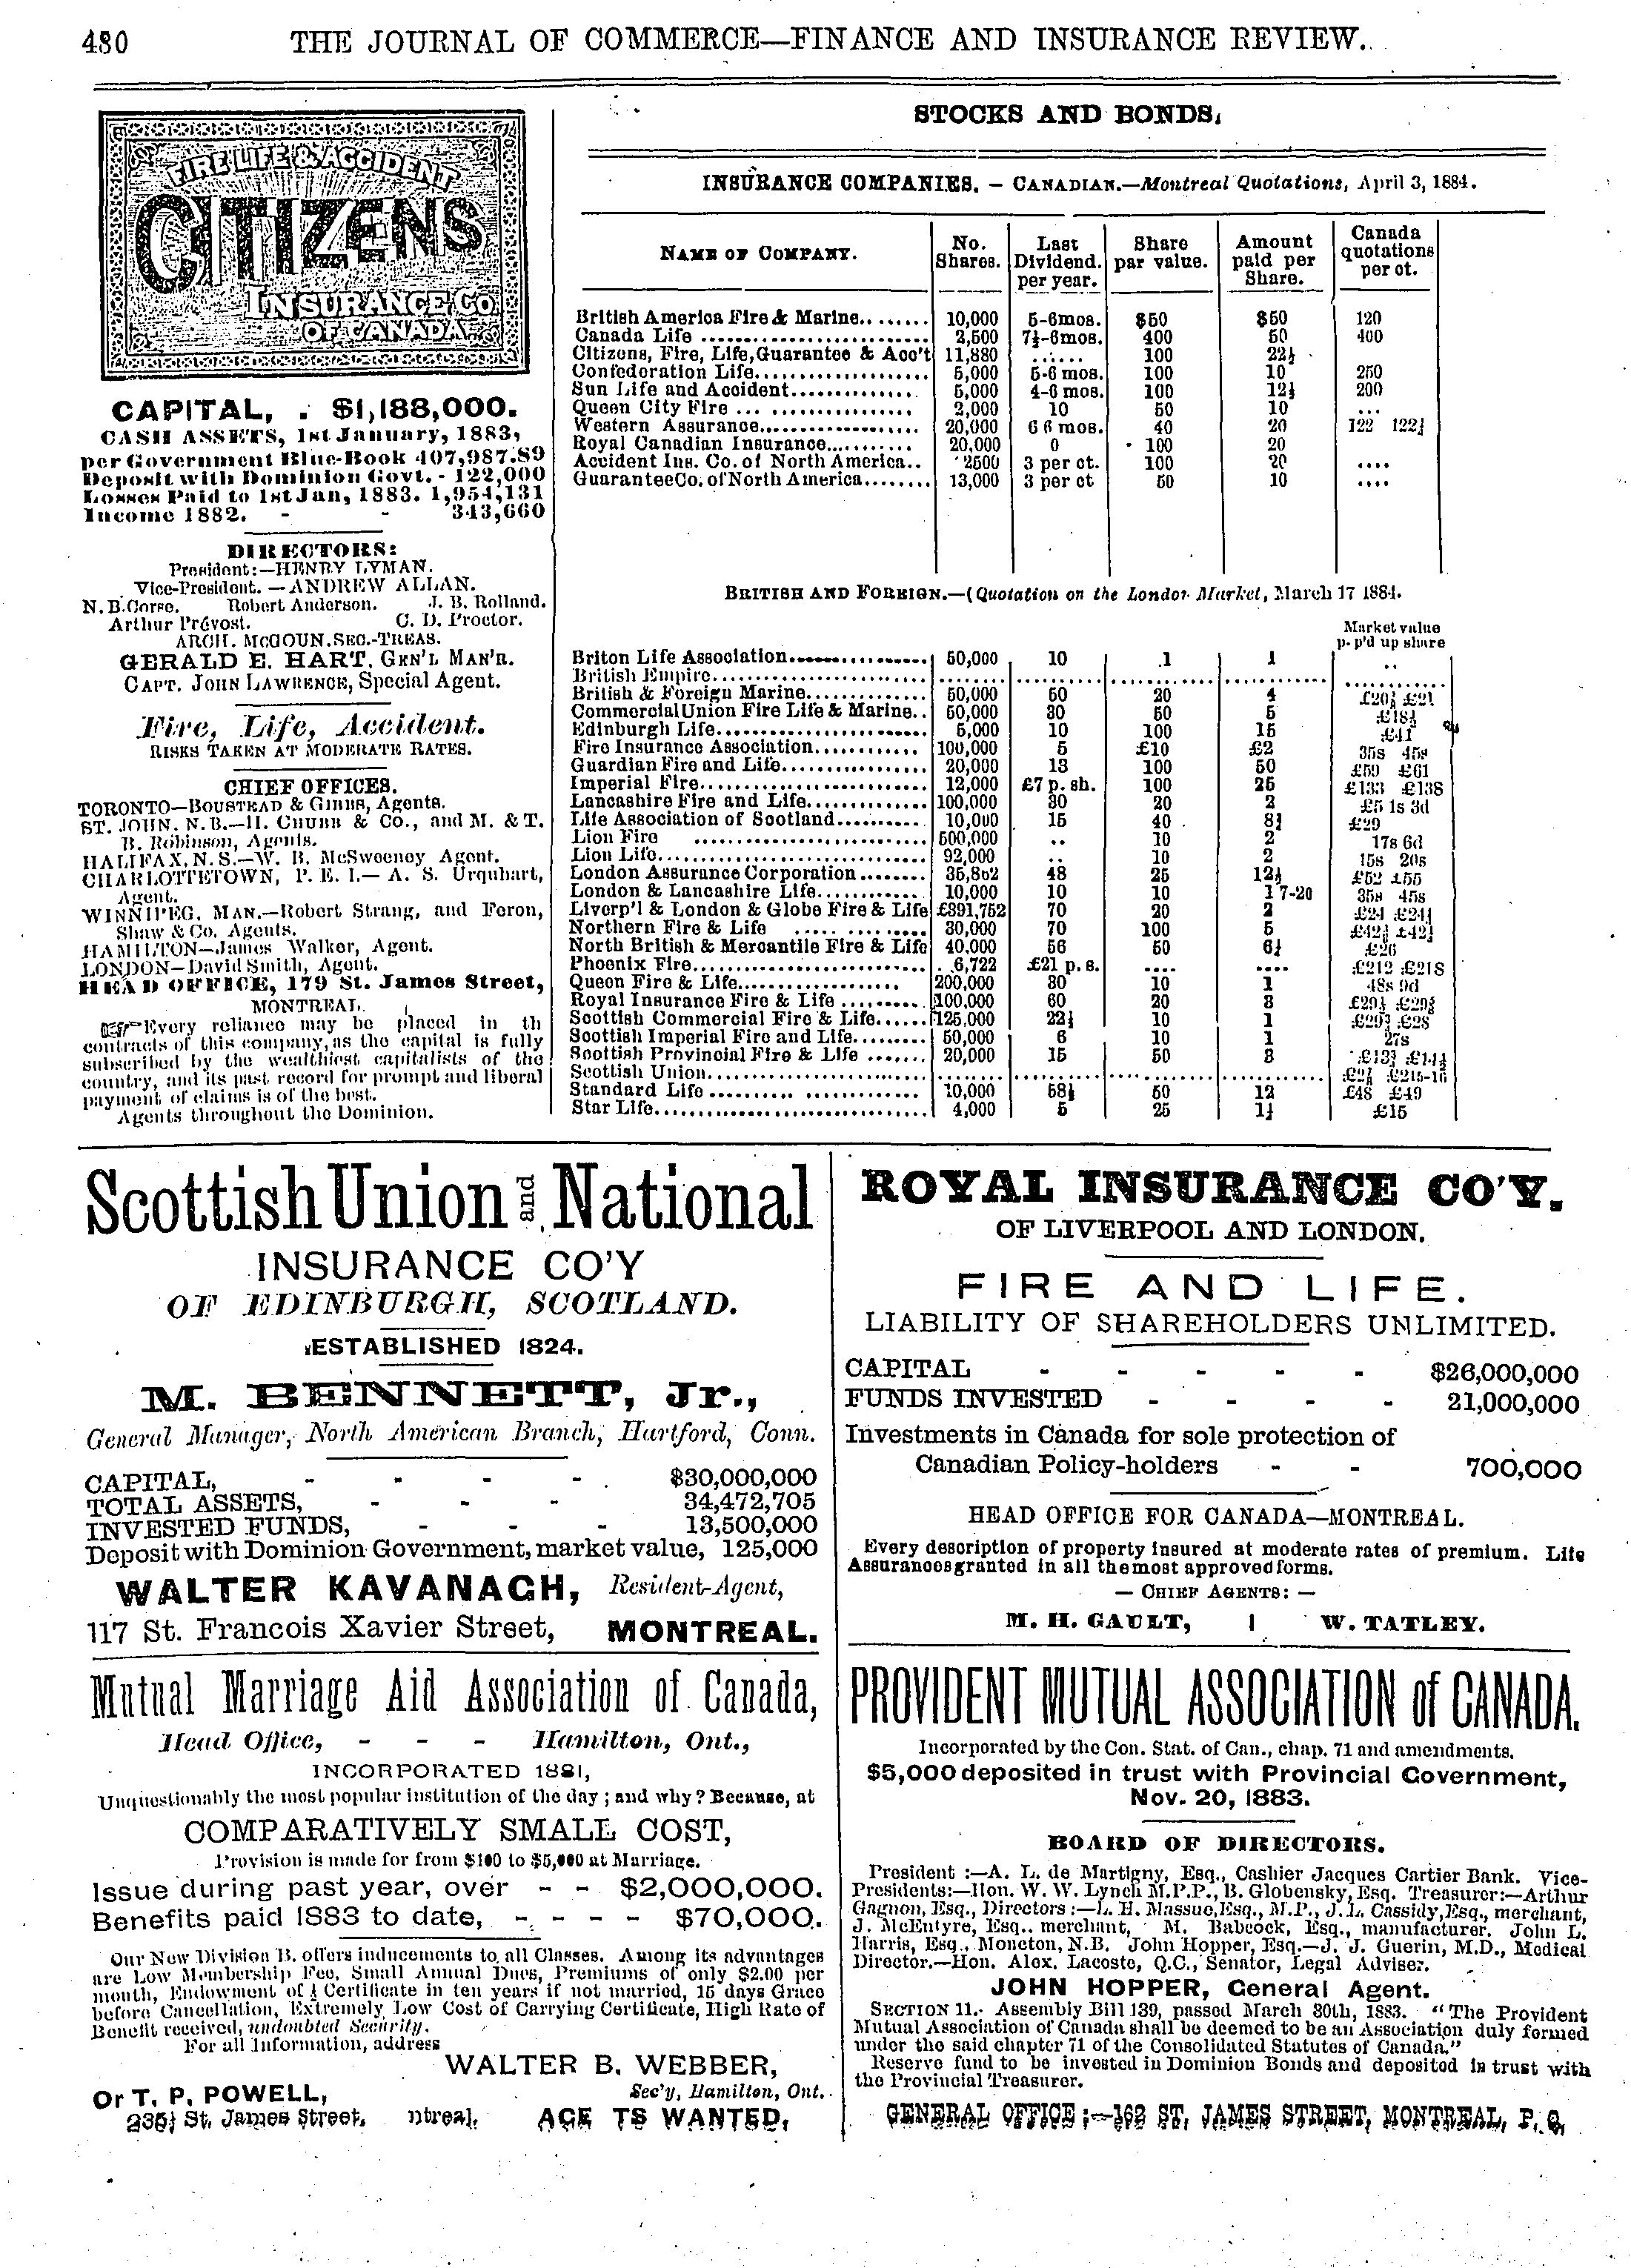 480 THE JOURNAL OF COMMERCE—FINANCE AND INSURANCE REVIEW.
FIRE LIFE & ACCIDENT
CITIZENS
INSURANCE CO
OF CANADA
CAPITAL, . $1,188,000.
CASH ASSETS, 1st January, 1883,
per Government Blue-Book 407,987.89
Deposit with Dominion Govt. - 122,000
Losses Paid to 1st Jan, 1883. 1,954,131
Income 1882. - - 343,660
DIRECTORS:
President:—HENRY LYMAN.
Vice-President.—ANDREW ALLAN.
N. B. Corse. Robert Anderson. J. B. Rolland.
Arthur Prévost. C. D. Proctor.
ARCH. MCGOUN. SEC.-TREAS.
GERALD E. HART, GEN'L MAN'R.
CAPT. JOHN LAWRENCE, Special Agent.
Fire, Life, Accident.
RISKS TAKEN AT MODERATE RATES.
CHIEF OFFICES.
TORONTO—BOUSTEAD & GIBBS, Agents.
ST. JOHN. N. B.—H. CHUBB & CO., and M. & T.
B. Robinson, Agents.
HALIFAX, N. S.—W. B. McSweeney Agent.
CHARLOTTETOWN, P. E. I.— A. S. Urquhart,
Agent.
WINNIPEG, MAN.—Robert Strang, and Feron,
Shaw & Co. Agents.
HAMILTON—James Walker, Agent.
LONDON—David Smith, Agent.
HEAD OFFICE, 179 St. James Street,
MONTREAL.
Every reliance may be placed in th
contracts of this company, as the capital is fully
subscribed by the wealthiest capitalists of the
country, and its past record for prompt and liberal
payment of claims is of the best.
Agents throughout the Dominion.
STOCKS AND BONDS.
INSURANCE COMPANIES. — CANADIAN.—Montreal Quotations, April 3, 1884.
NAME OF COMPANY. No. Shares. Last Dividend. per year. Share par value. Amount paid per Share. Canada quotations per ct.
British America Fire & Marine........ 10,000 5-6mos. $50 $50 120
Canada Life ........................ 2,500 7½-6mos. 400 50 400
Citizens, Fire, Life, Guarantee & Acc't 11,880 ...... 100 22½
Confederation Life.................... 5,000 5-6 mos. 100 10 250
Sun Life and Accident............... 5,000 4-6 mos. 100 12½ 200
Queen City Fire ... ................ 2,000 10 50 10 ...
Western Assurance................... 20,000 6 6 mos. 40 20 122 122½
Royal Canadian Insurance........... 20,000 0 100 20
Accident Ins. Co. of North America.. 2500 3 per ct. 100 20 ....
Guarantee Co. of North America........ 13,000 3 per ct 50 10 ....
BRITISH AND FOREIGN.—(Quotation on the London Market, March 17 1884.
Market value
p. p'd up share
Briton Life Association................ 50,000 10 .1 1 ..
British Empire......................... ......
British & Foreign Marine.............. 50,000 50 20 4 £20½ £21
Commercial Union Fire Life & Marine.. 50,000 30 50 5 £18½
Edinburgh Life........................ 5,000 10 100 15 £41
Fire Insurance Association............ 100,000 5 £10 £2 35s 45s
Guardian Fire and Life................. 20,000 13 100 50 £59 £61
Imperial Fire.......................... 12,000 £7 p. sh. 100 25 £133 £138
Lancashire Fire and Life.............. 100,000 30 20 2 £5 1s 3d
Life Association of Scotland........... 10,000 15 40 8¾ £29
Lion Fire ................. 500,000 .. 10 2 17s 6d
Lion Life............................. 92,000 .. 10 2 15s 20s
London Assurance Corporation........ 35,862 48 25 12½ £52 £55
London & Lancashire Life............ 10,000 10 10 1 7-20 35s 45s
Liverp'l & London & Globe Fire & Life £391,752 70 20 2 £24 £24½
Northern Fire & Life ..... ......... 30,000 70 100 5 £42½ £42½
North British & Mercantile Fire & Life 40,000 56 50 6¼ £26
Phoenix Fire.......................... 6,722 £21 p. s. .... .... £212 £218
Queen Fire & Life................... 200,000 30 10 1 48s 9d
Royal Insurance Fire & Life ......... 100,000 60 20 3 £29½ £29⅝
Scottish Commercial Fire & Life...... 125,000 22½ 10 1 £28
Scottish Imperial Fire and Life......... 50,000 6 10 1 27s
Scottish Provincial Fire & Life ....... 20,000 15 50 3 £13¾ £14¼
Scottish Union......................... ......
Standard Life ......... ............ 10,000 58½ 50 12 £48 £49
Star Life.............................. 4,000 5 25 1¼ £15
Scottish Union and National
INSURANCE CO'Y
OF EDINBURGH, SCOTLAND.
ESTABLISHED 1824.
M. BENNETT, Jr.,
General Manager, North American Branch, Hartford, Conn.
CAPITAL, - - - - $30,000,000
TOTAL ASSETS, - - - 34,472,705
INVESTED FUNDS, - - - 13,500,000
Deposit with Dominion Government, market value, 125,000
WALTER KAVANAGH, Resident-Agent,
117 St. Francois Xavier Street, MONTREAL.
ROYAL INSURANCE CO'Y.
OF LIVERPOOL AND LONDON.
FIRE AND LIFE.
LIABILITY OF SHAREHOLDERS UNLIMITED.
CAPITAL - - - - - $26,000,000
FUNDS INVESTED - - - - 21,000,000
Investments in Canada for sole protection of
Canadian Policy-holders - - 700,000
HEAD OFFICE FOR CANADA—MONTREAL.
Every description of property insured at moderate rates of premium. Life
Assurances granted in all the most approved forms.
— CHIEF AGENTS: —
M. H. GAULT, | W. TATLEY.
Mutual Marriage Aid Association of Canada,
Head Office, - - - Hamilton, Ont.,
INCORPORATED 1881,
Unquestionably the most popular institution of the day; and why? Because, at
COMPARATIVELY SMALL COST,
Provision is made for from $100 to $5,000 at Marriage.
Issue during past year, over - - $2,000,000.
Benefits paid 1883 to date, - - - - $70,000.
Our New Division B. offers inducements to all Classes. Among its advantages
are Low Membership Fee, Small Annual Dues, Premiums of only $2.00 per
month, Endowment of ½ Certificate in ten years if not married, 15 days Grace
before Cancellation, Extremely Low Cost of Carrying Certificate, High Rate of
Benefit received, undoubted Security.
For all Information, address
WALTER B. WEBBER,
Sec'y, Hamilton, Ont.
Or T. P. POWELL,
235½ St. James Street, ntreal. AGE TS WANTED,
PROVIDENT MUTUAL ASSOCIATION of CANADA.
Incorporated by the Con. Stat. of Can., chap. 71 and amendments.
$5,000 deposited in trust with Provincial Government,
Nov. 20, 1883.
BOARD OF DIRECTORS.
President :—A. L. de Martigny, Esq., Cashier Jacques Cartier Bank. Vice-
Presidents:—Hon. W. W. Lynch M.P.P., B. Globensky, Esq. Treasurer:—Arthur
Gagnon, Esq., Directors :—L. H. Massue, Esq., M.P., J. L. Cassidy, Esq., merchant,
J. McEntyre, Esq., merchant, M. Babcock, Esq., manufacturer. John L.
Harris, Esq., Moncton, N.B. John Hopper, Esq.—J. J. Guerin, M.D., Medical
Director.—Hon. Alex. Lacoste, Q.C., Senator, Legal Adviser.
JOHN HOPPER, General Agent.
SECTION 11.- Assembly Bill 139, passed March 30th, 1883. "The Provident
Mutual Association of Canada shall be deemed to be an Association duly formed
under the said chapter 71 of the Consolidated Statutes of Canada."
Reserve fund to be invested in Dominion Bonds and deposited in trust with
the Provincial Treasurer.
GENERAL OFFICE :—162 ST. JAMES STREET, MONTREAL, P. Q.